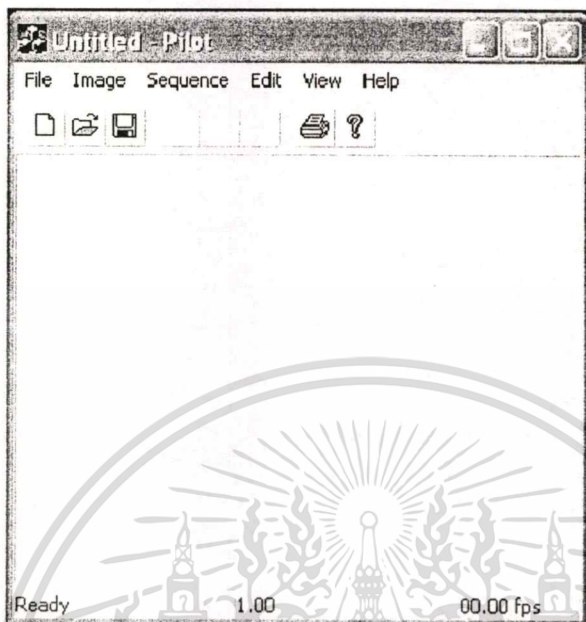 Untitled - Pilot
File Image Sequence Edit View Help
Ready 1.00 00.00 fps